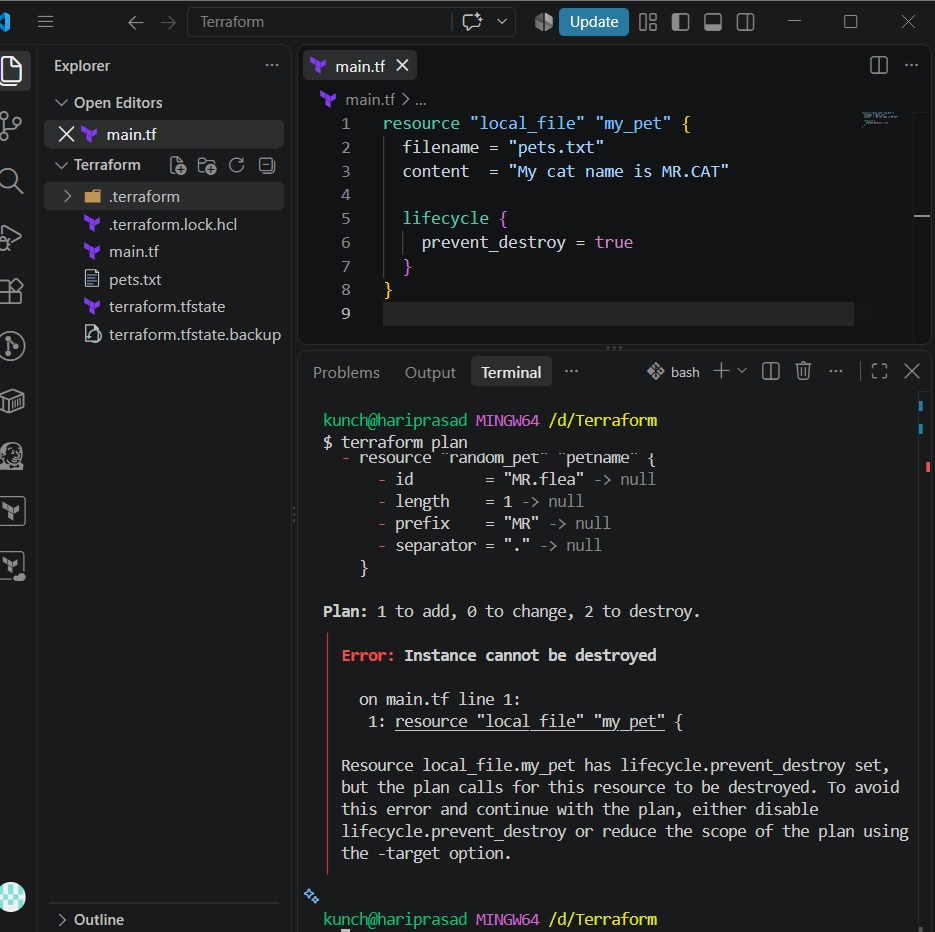 Terraform
Update
Explorer
Open Editors
main.tf
Terraform
.terraform
.terraform.lock.hcl
main.tf
pets.txt
terraform.tfstate
terraform.tfstate.backup
Outline
main.tf
main.tf > ...
1 resource "local_file" "my_pet" {
2 filename = "pets.txt"
3 content  = "My cat name is MR.CAT"
4
5 lifecycle {
6 prevent_destroy = true
7 }
8 }
9
Problems Output Terminal ... bash
kunch@hariprasad MINGW64 /d/Terraform
$ terraform plan
- resource "random_pet" "petname" {
- id        = "MR.flea" -> null
- length    = 1 -> null
- prefix    = "MR" -> null
- separator = "." -> null
}
Plan: 1 to add, 0 to change, 2 to destroy.
Error: Instance cannot be destroyed
on main.tf line 1:
1: resource "local_file" "my_pet" {
Resource local_file.my_pet has lifecycle.prevent_destroy set,
but the plan calls for this resource to be destroyed. To avoid
this error and continue with the plan, either disable
lifecycle.prevent_destroy or reduce the scope of the plan using
the -target option.
kunch@hariprasad MINGW64 /d/Terraform